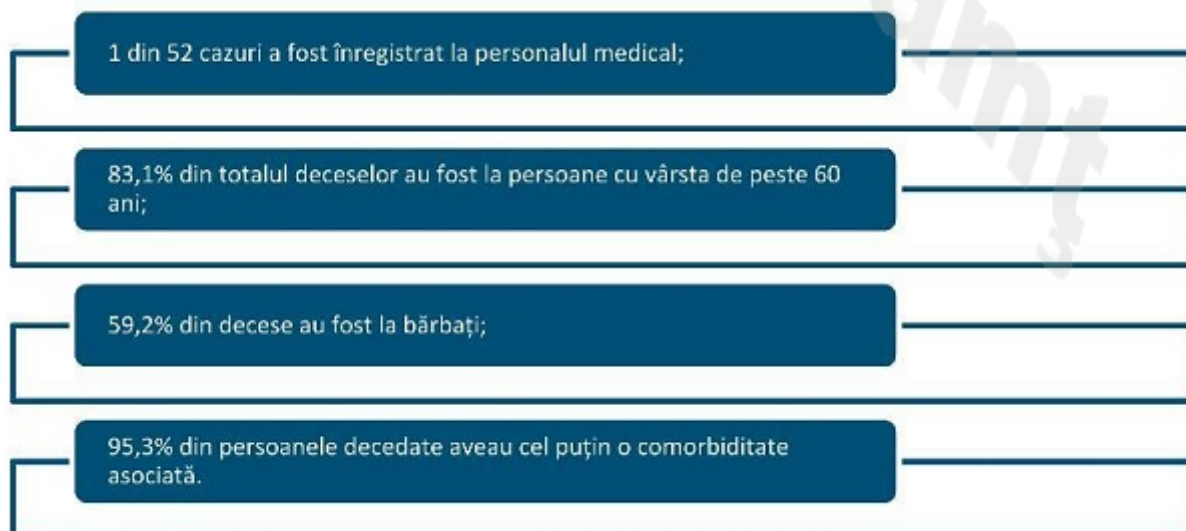 1 din 52 cazuri a fost înregistrat la personalul medical;
83,1% din totalul deceselor au fost la persoane cu vârsta de peste 60
ani;
59,2% din decese au fost la bărbați;
95,3% din persoanele decedate aveau cel puțin o comorbiditate
asociată.